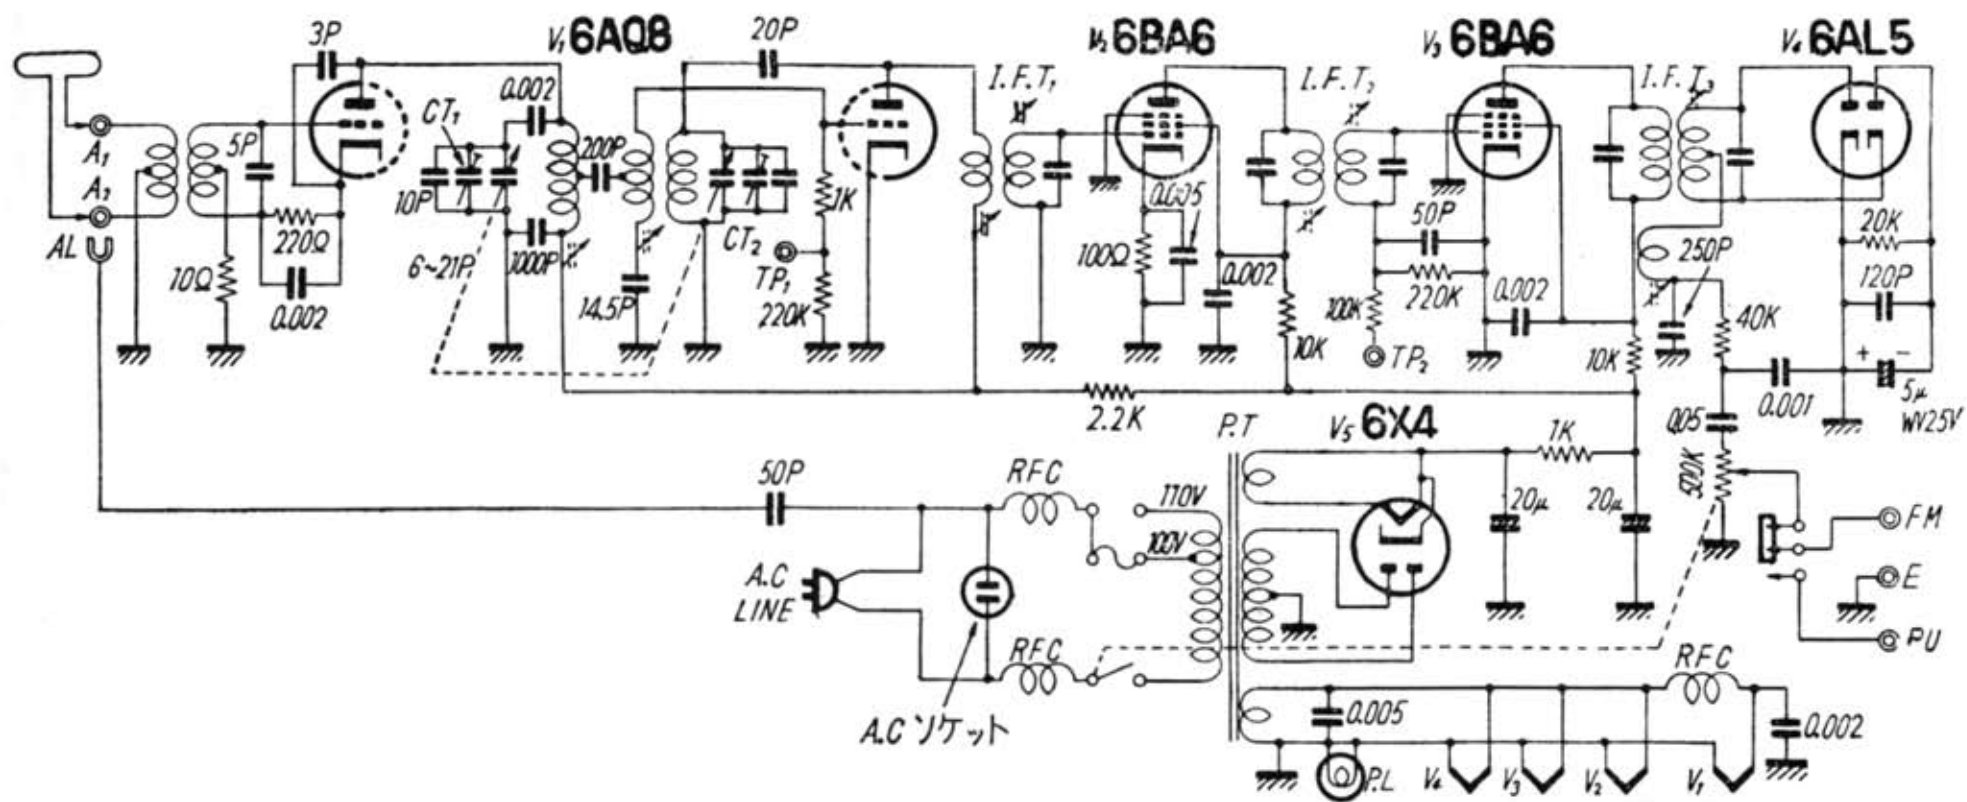 3P
V₁ 6AQ8
20P
V₂ 6BA6
V₃ 6BA6
V₄ 6AL5
I.F.T₁
I.F.T₂
I.F.T₃
CT₁
0.002
A₁
A₂
AL
5P
10P
200P
1K
0.005
50P
250P
20K
220Ω
10Ω
0.002
6~21P
1000P
14.5P
CT₂
TP₁
220K
100Ω
0.002
10K
100K
220K
TP₂
0.002
10K
40K
120P
+ -
5μ
WV25V
0.001
0.05
500K
2.2K
P.T
V₅ 6X4
1K
20μ
20μ
50P
RFC
110V
100V
A.C
LINE
RFC
A.Cソケット
FM
E
PU
RFC
0.005
0.002
P.L
V₄
V₃
V₂
V₁